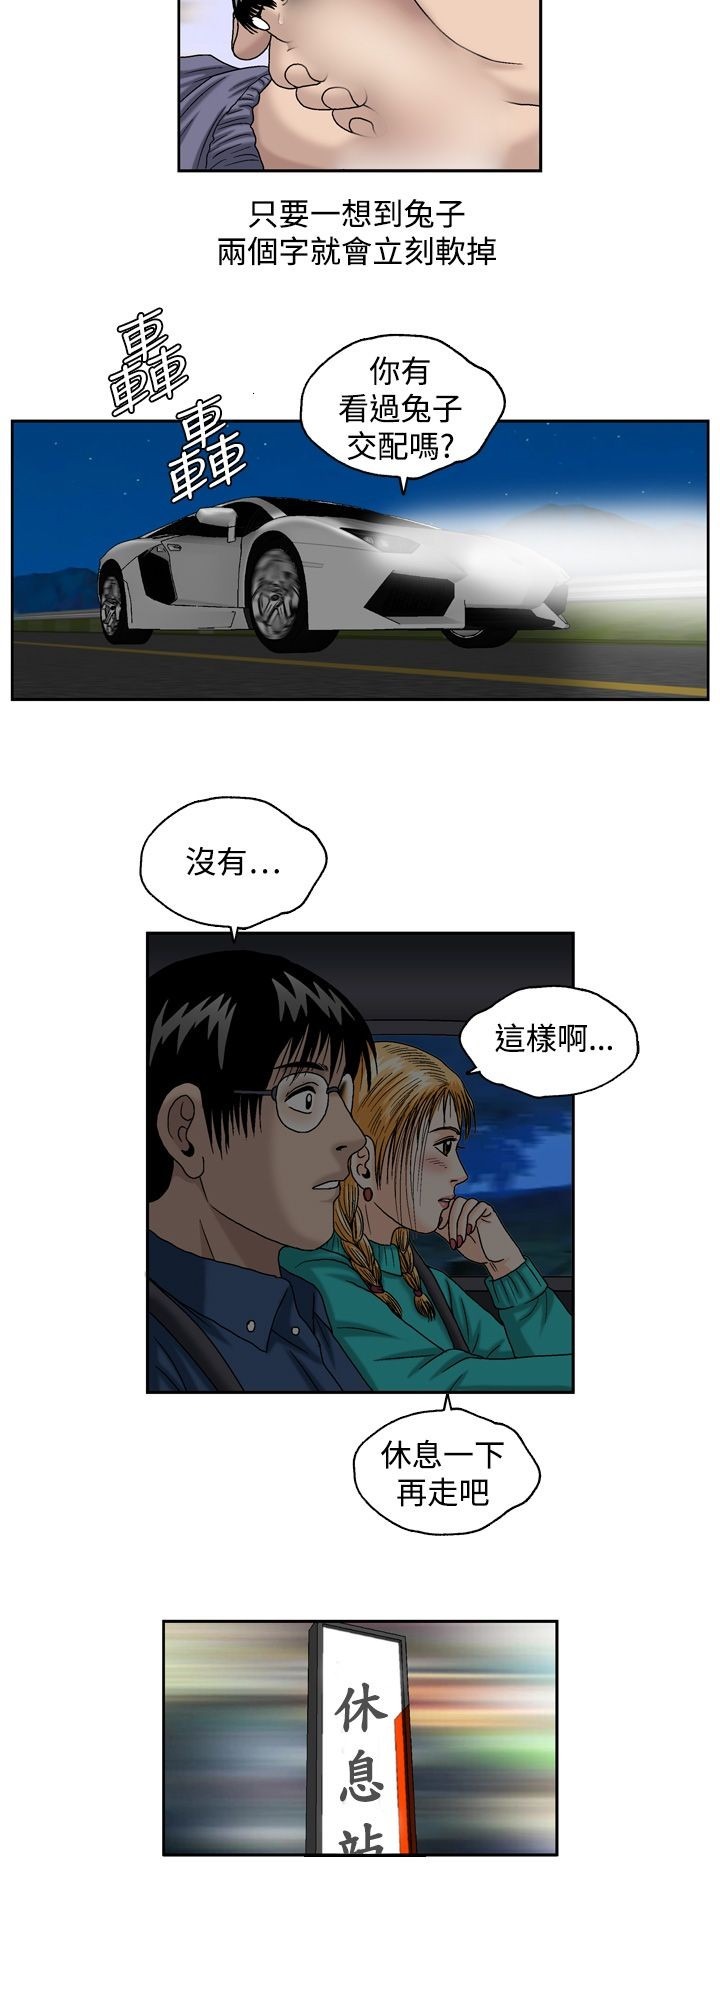 只要一想到兔子
兩個字就會立刻軟掉
轟
轟
你有
看過兔子
交配嗎?
沒有...
這樣啊...
休息一下
再走吧
休
息
站